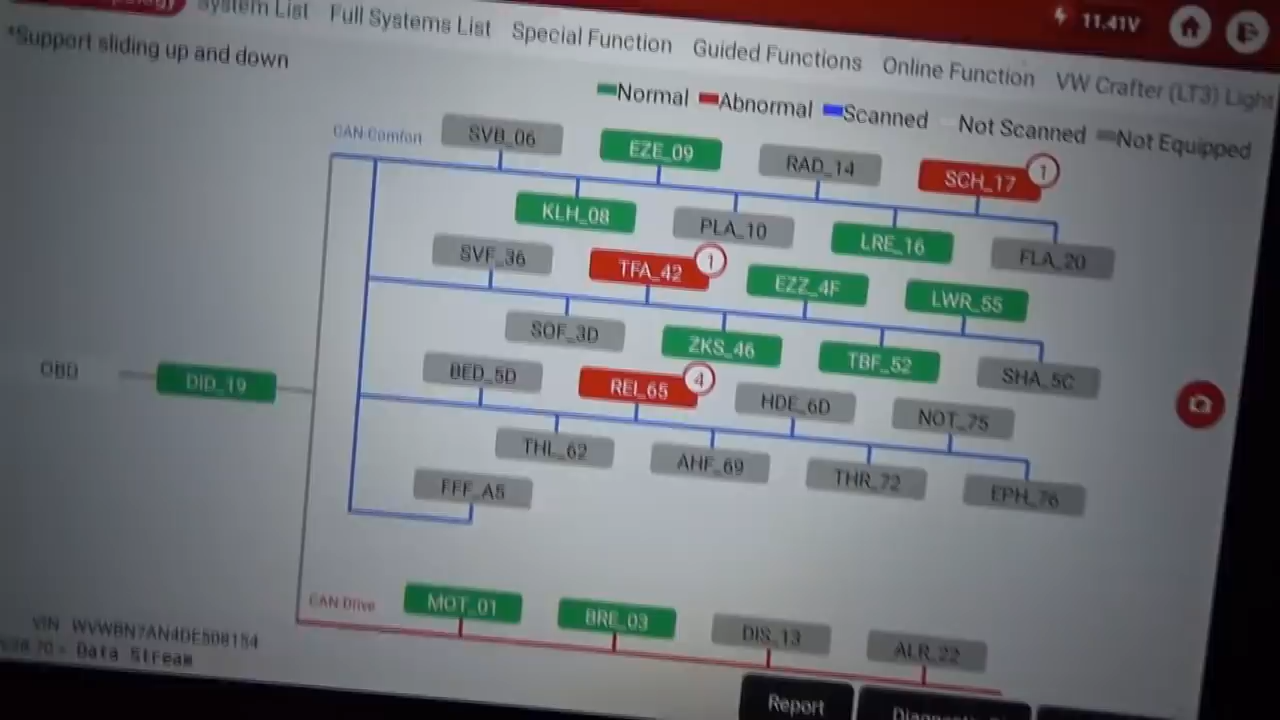 System List Full Systems List Special Function Guided Functions Online Function VW Crafter (LT3) Light
11.41V
*Support sliding up and down
Normal Abnormal Scanned Not Scanned Not Equipped
CAN-Comfort
SVB_06 EZE_09 RAD_14 SCH_17 1
KLH_08 PLA_10 LRE_16 FLA_20
SVF_36 TFA_42 1 EZZ_4F LWR_55
SOF_3D ZKS_46 TBF_52 SHA_5C
OBD DID_19
BED_5D REL_65 4 HDE_6D NOT_75
THL_62 AHF_69 THR_72 EPH_76
FFF_A5
CAN-Drive
MOT_01 BRE_03 DIS_13 ALR_22
VIN WVWBN7AN4DE508154
Data Stream
Report